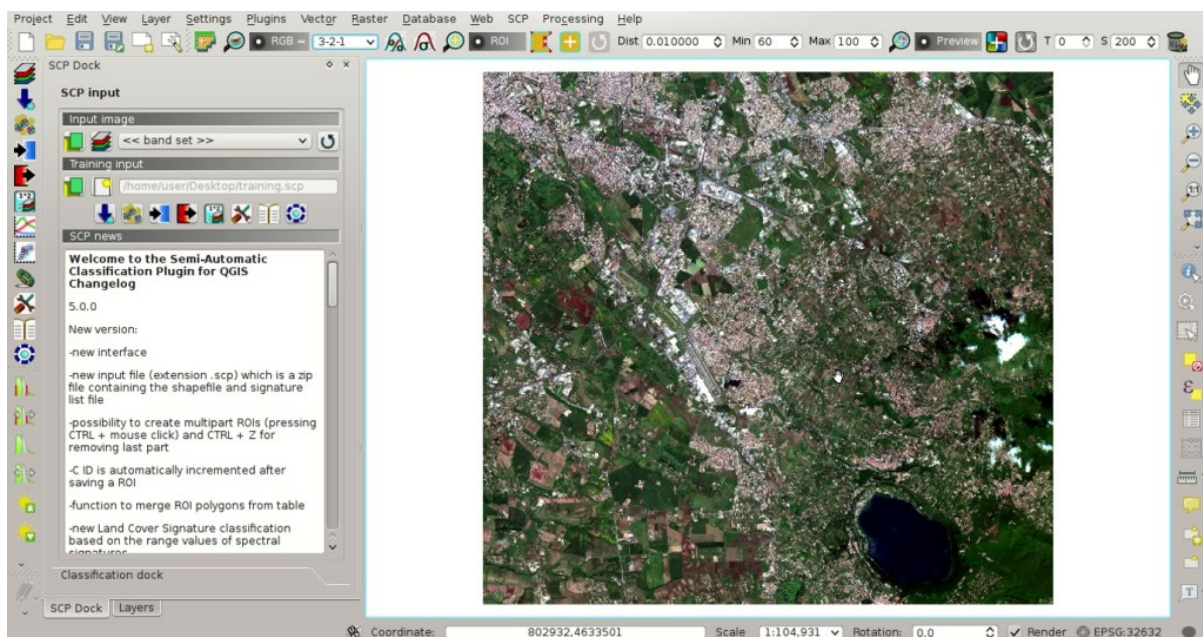 Project Edit View Layer Settings Plugins Vector Raster Database Web SCP Processing Help
RGB = 3-2-1 ROI Dist 0.010000 Min 60 Max 100 Preview T 0 S 200
SCP Dock
SCP input
Input image
<< band set >>
Training input
/home/user/Desktop/training.scp
SCP news
Welcome to the Semi-Automatic
Classification Plugin for QGIS
Changelog
5.0.0
New version:
-new interface
-new input file (extension .scp) which is a zip
file containing the shapefile and signature
list file
-possibility to create multipart ROIs (pressing
CTRL + mouse click) and CTRL + Z for
removing last part
-C ID is automatically incremented after
saving a ROI
-function to merge ROI polygons from table
-new Land Cover Signature classification
based on the range values of spectral
signatures
Classification dock
SCP Dock Layers
Coordinate: 802932,4633501 Scale 1:104,931 Rotation: 0.0 Render EPSG:32632